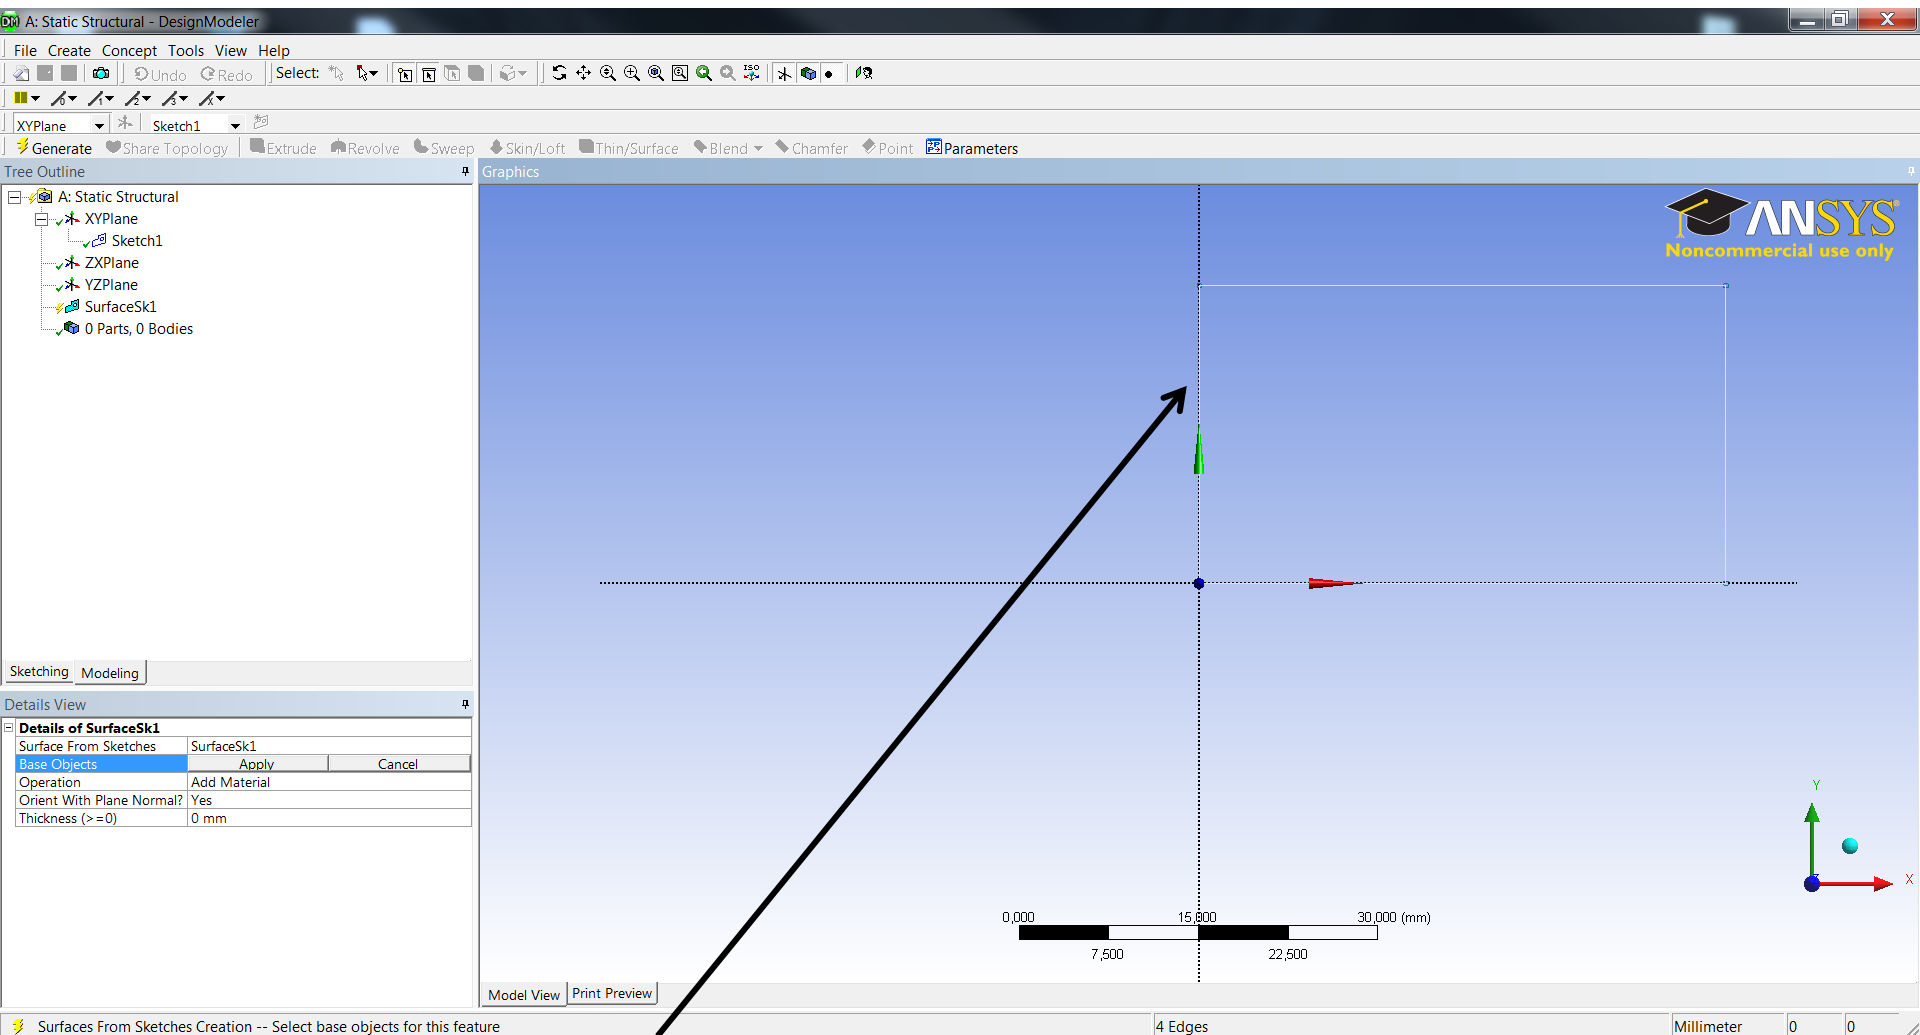 A: Static Structural - DesignModeler
File Create Concept Tools View Help
Undo Redo Select: ISO
0 1 2 3 x
XYPlane Sketch1
Generate Share Topology Extrude Revolve Sweep Skin/Loft Thin/Surface Blend Chamfer Point Parameters
Tree Outline
A: Static Structural
XYPlane
Sketch1
ZXPlane
YZPlane
SurfaceSk1
0 Parts, 0 Bodies
Sketching Modeling
Details View
Details of SurfaceSk1
Surface From Sketches SurfaceSk1
Base Objects Apply Cancel
Operation Add Material
Orient With Plane Normal? Yes
Thickness (>=0) 0 mm
Graphics
ANSYS
Noncommercial use only
Y
X
0,000 15,000 30,000 (mm)
7,500 22,500
Model View Print Preview
Surfaces From Sketches Creation -- Select base objects for this feature 4 Edges Millimeter 0 0